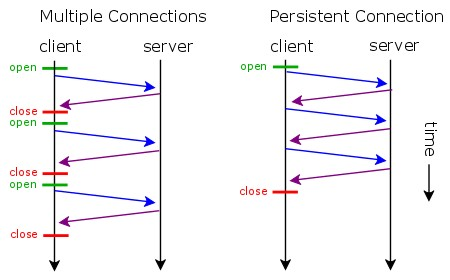 Multiple Connections
client
server
open
close
open
close
open
close
Persistent Connection
client
server
open
close
time